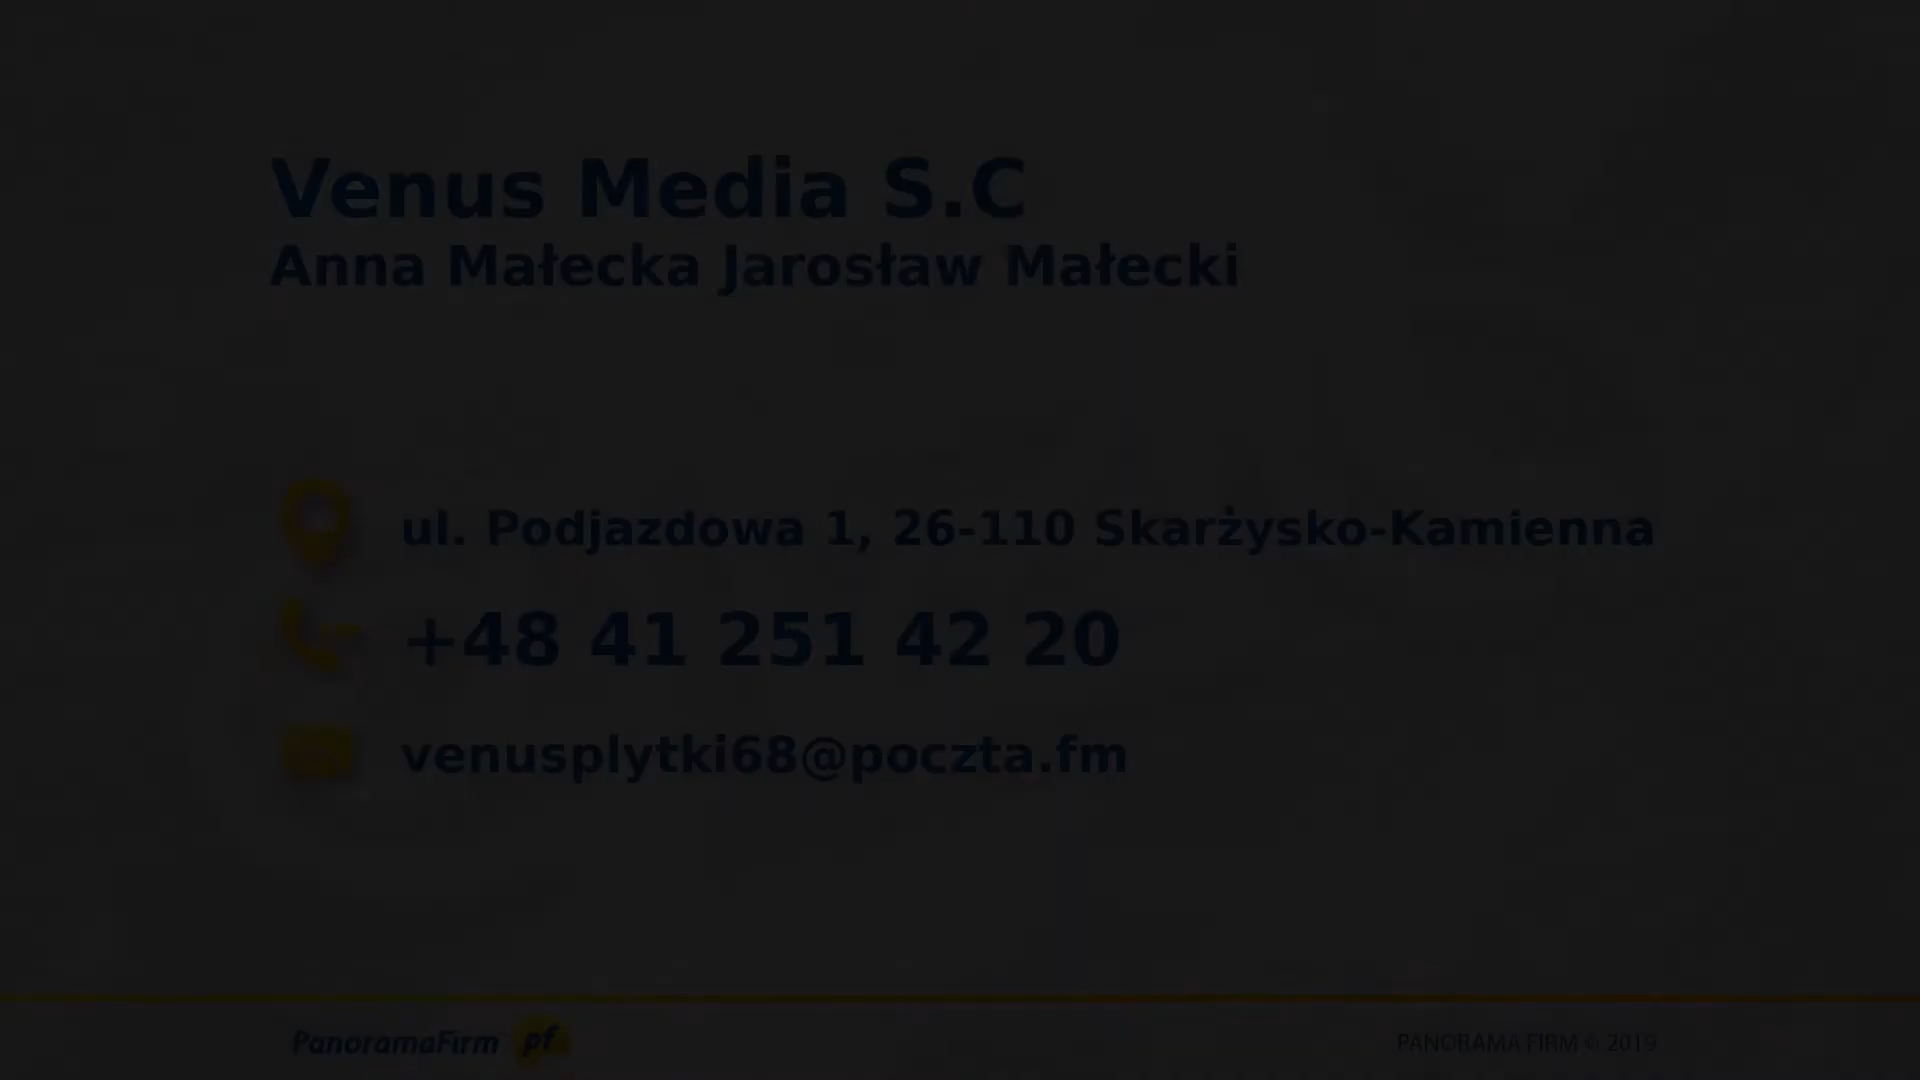 Venus Media S.C
Anna Małecka Jarosław Małecki
ul. Podjazdowa 1, 26-110 Skarżysko-Kamienna
+48 41 251 42 20
venusplytki68@poczta.fm
PanoramaFirm pf
PANORAMA FIRM © 2019